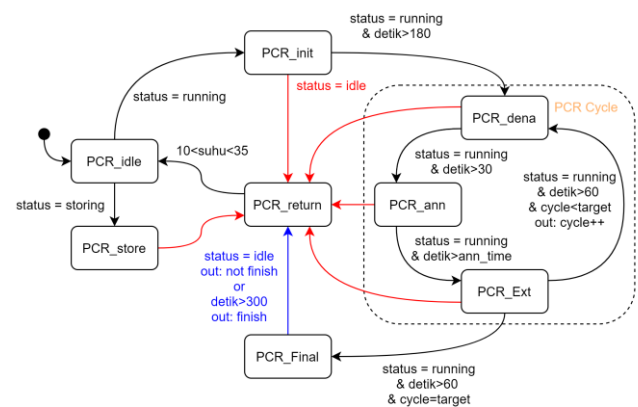 status = running
& detik>180
PCR_init
status = idle
PCR Cycle
status = running
PCR_dena
10<suhu<35
PCR_idle
status = running
& detik>30
status = running
& detik>60
& cycle<target
out: cycle++
status = storing
PCR_return
PCR_ann
PCR_store
status = running
& detik>ann_time
status = idle
out: not finish
or
detik>300
out: finish
PCR_Ext
PCR_Final
status = running
& detik>60
& cycle=target